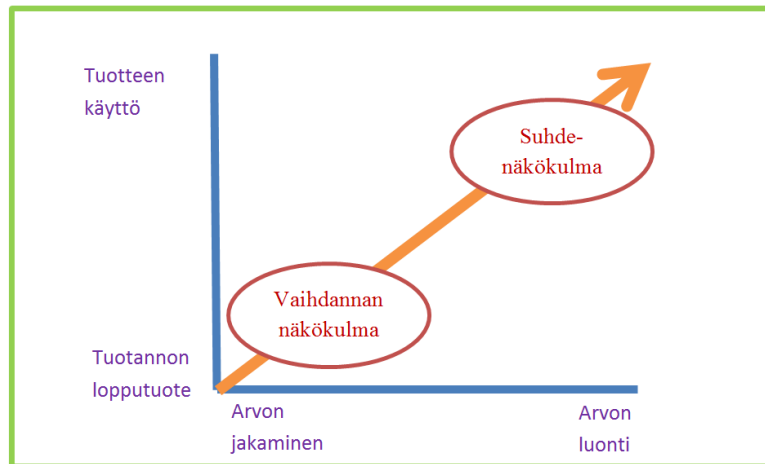 Tuotteen
käyttö
Suhde-
näkökulma
Vaihdannan
näkökulma
Tuotannon
lopputuote
Arvon
jakaminen
Arvon
luonti